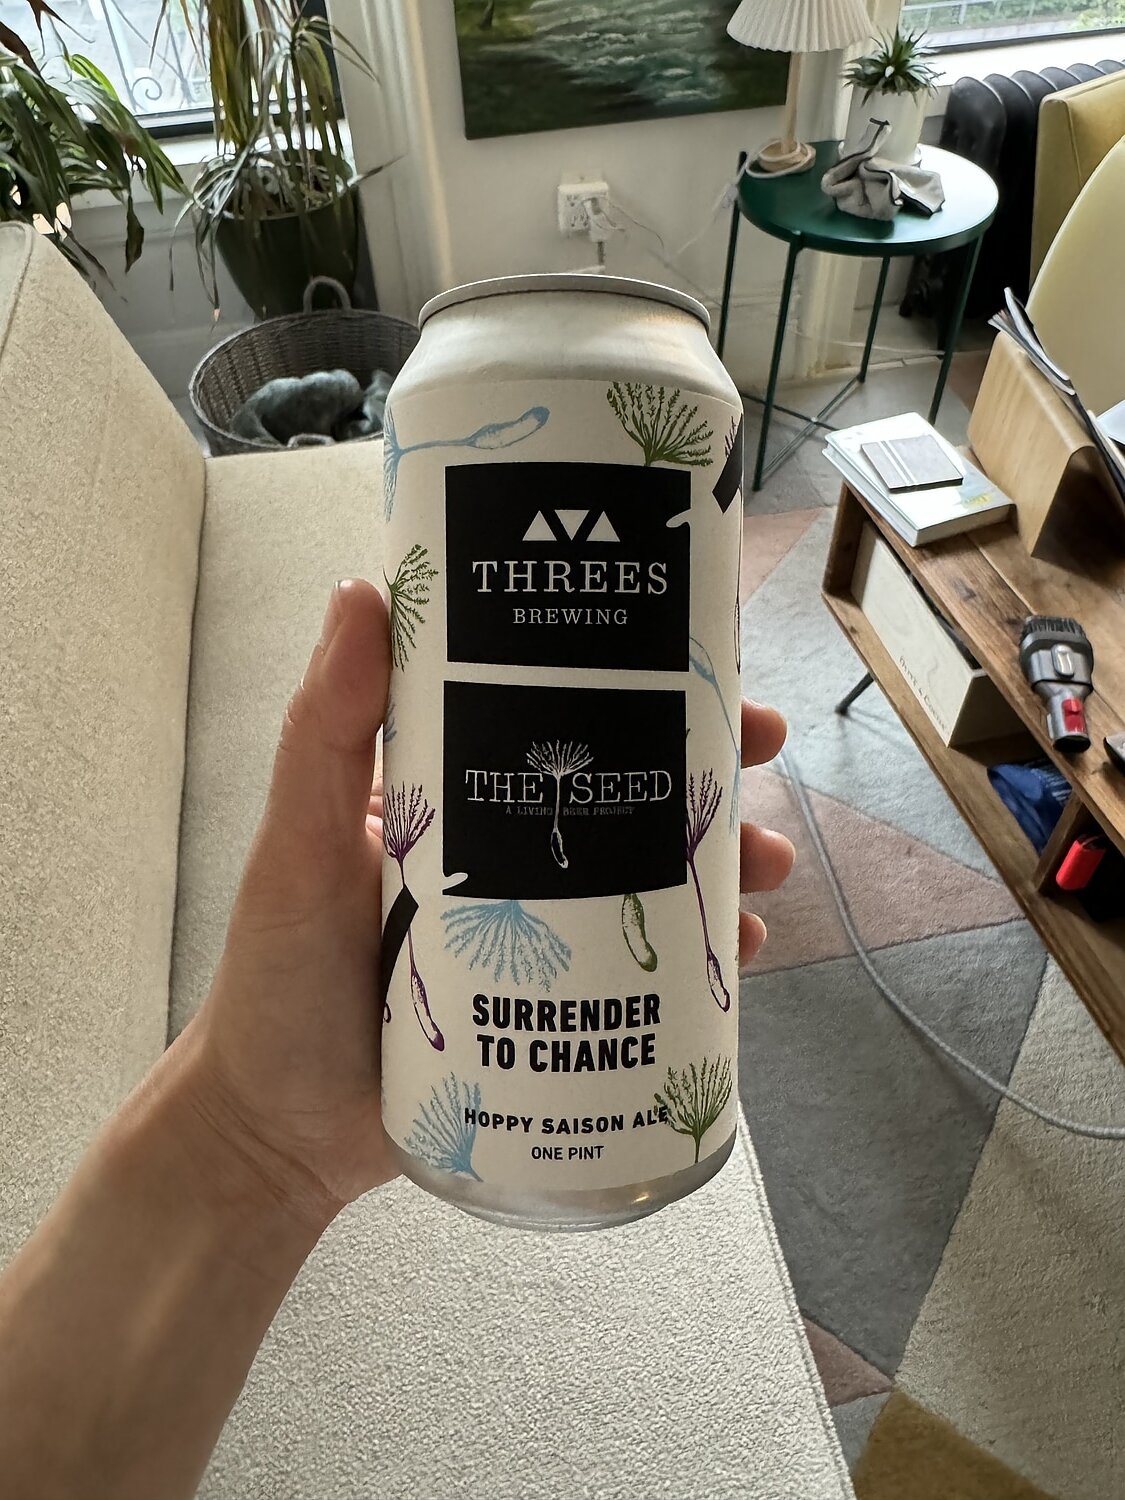 THREES
BREWING
THE SEED
A LIVING BEER PROJECT
SURRENDER
TO CHANCE
HOPPY SAISON ALE
ONE PINT